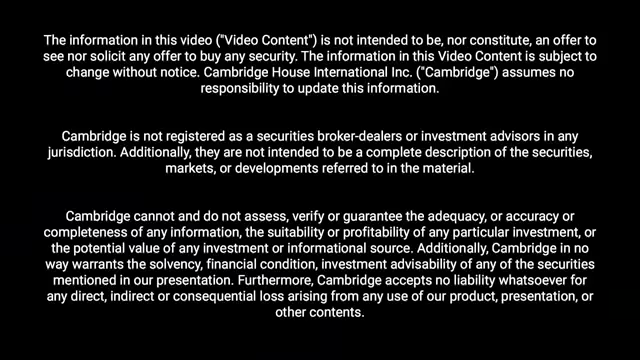 The information in this video ("Video Content") is not intended to be, nor constitute, an offer to
see nor solicit any offer to buy any security. The information in this Video Content is subject to
change without notice. Cambridge House International Inc. ("Cambridge") assumes no
responsibility to update this information.
Cambridge is not registered as a securities broker-dealers or investment advisors in any
jurisdiction. Additionally, they are not intended to be a complete description of the securities,
markets, or developments referred to in the material.
Cambridge cannot and do not assess, verify or guarantee the adequacy, or accuracy or
completeness of any information, the suitability or profitability of any particular investment, or
the potential value of any investment or informational source. Additionally, Cambridge in no
way warrants the solvency, financial condition, investment advisability of any of the securities
mentioned in our presentation. Furthermore, Cambridge accepts no liability whatsoever for
any direct, indirect or consequential loss arising from any use of our product, presentation, or
other contents.